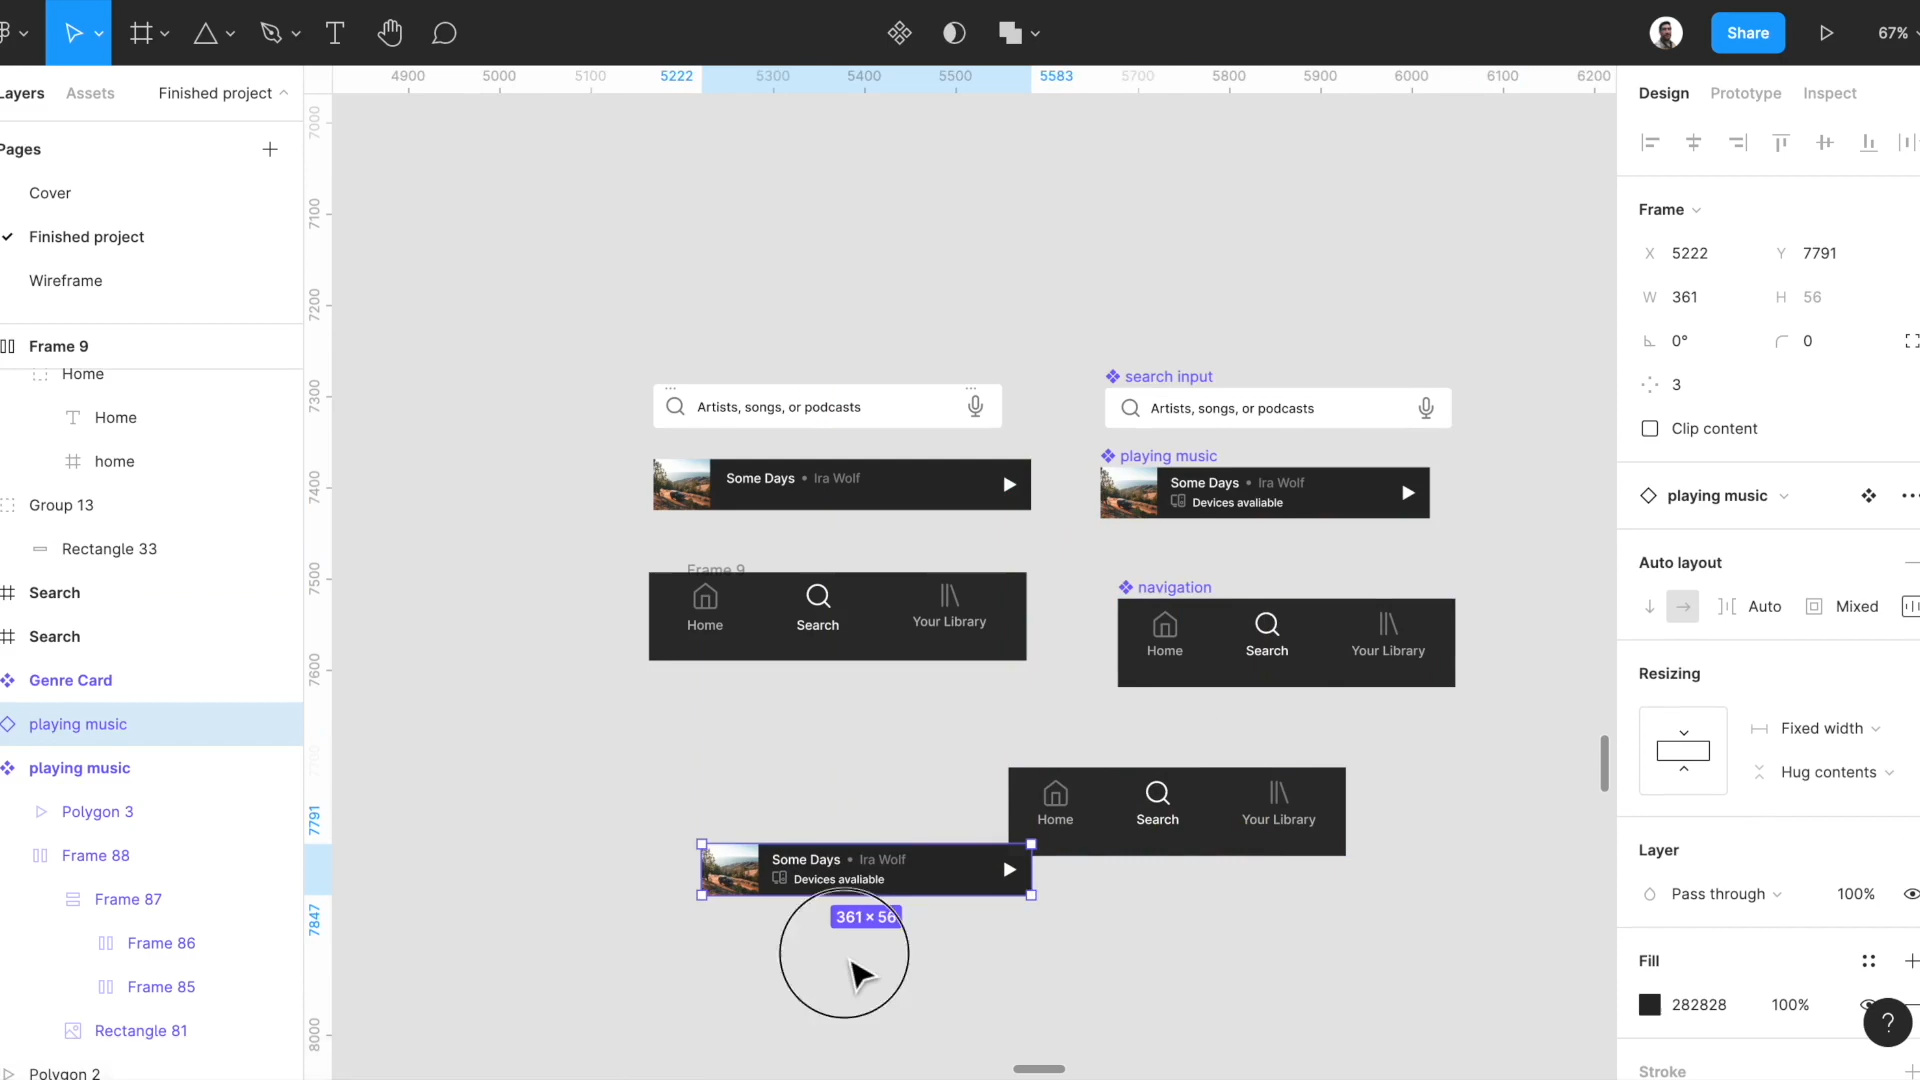 Share
67%
Layers
Assets
Finished project
4900
5000
5100
5222
5300
5400
5500
5583
5700
5800
5900
6000
6100
6200
Design
Prototype
Inspect
Pages
Cover
Finished project
Wireframe
Frame 9
Home
Home
home
Group 13
Rectangle 33
Search
Search
Genre Card
playing music
playing music
Polygon 3
Frame 88
Frame 87
Frame 86
Frame 85
Rectangle 81
Polygon 2
7000
7100
7200
7300
7400
7500
7600
7791
7847
8000
Artists, songs, or podcasts
search input
Artists, songs, or podcasts
Some Days • Ira Wolf
playing music
Some Days • Ira Wolf
Devices avaliable
Frame 9
Home
Search
Your Library
navigation
Home
Search
Your Library
Home
Search
Your Library
Some Days • Ira Wolf
Devices avaliable
361 × 56
Frame
X 5222
Y 7791
W 361
H 56
0°
0
3
Clip content
playing music
Auto layout
Auto
Mixed
Resizing
Fixed width
Hug contents
Layer
Pass through
100%
Fill
282828
100%
?
Stroke